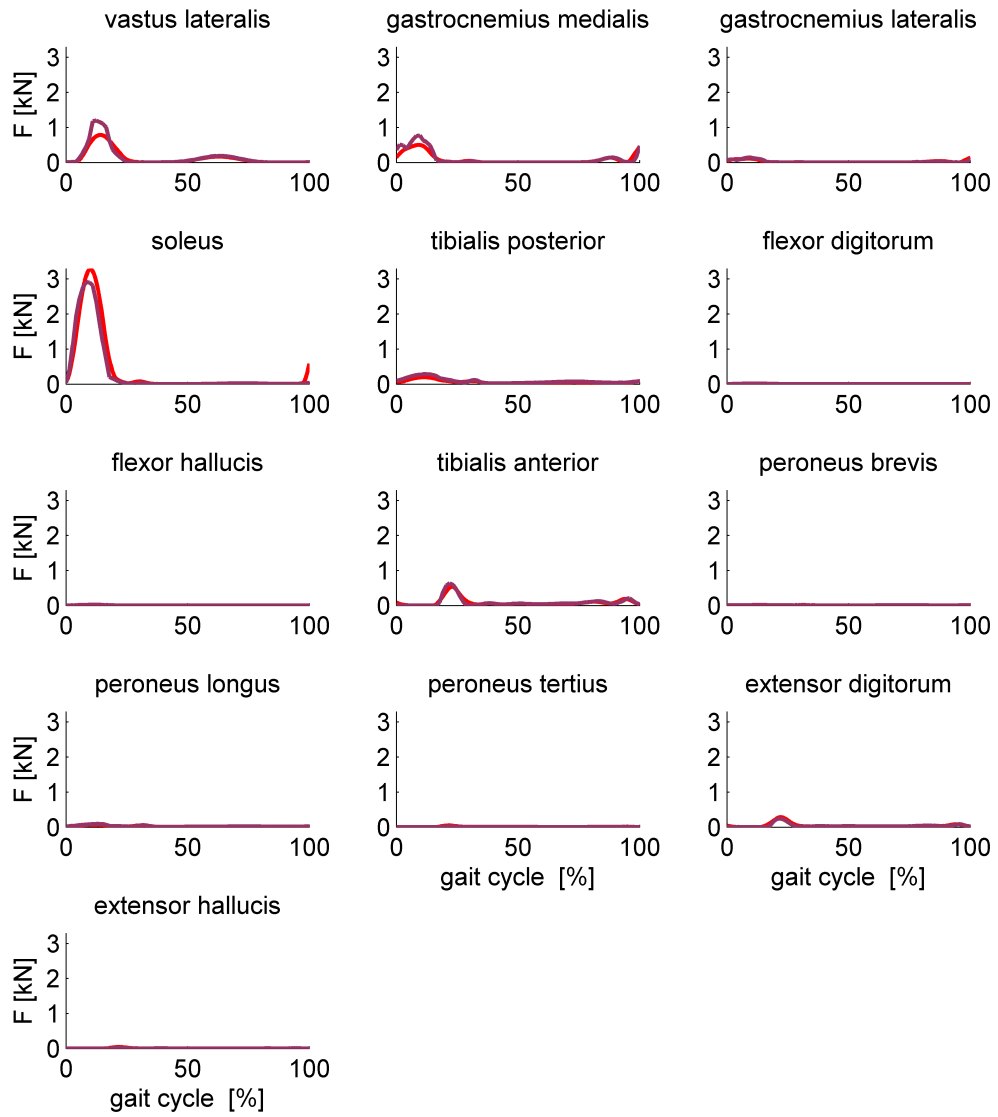 vastus lateralis gastrocnemius medialis gastrocnemius lateralis
F [kN]
3 3 3
2 2 2
1 1 1
0 0 0
0 50 100 0 50 100 0 50 100
soleus tibialis posterior flexor digitorum
F [kN]
3 3 3
2 2 2
1 1 1
0 0 0
0 50 100 0 50 100 0 50 100
flexor hallucis tibialis anterior peroneus brevis
F [kN]
3 3 3
2 2 2
1 1 1
0 0 0
0 50 100 0 50 100 0 50 100
peroneus longus peroneus tertius extensor digitorum
F [kN]
3 3 3
2 2 2
1 1 1
0 0 0
0 50 100 0 50 100 0 50 100
gait cycle [%] gait cycle [%]
extensor hallucis
F [kN]
3
2
1
0
0 50 100
gait cycle [%]